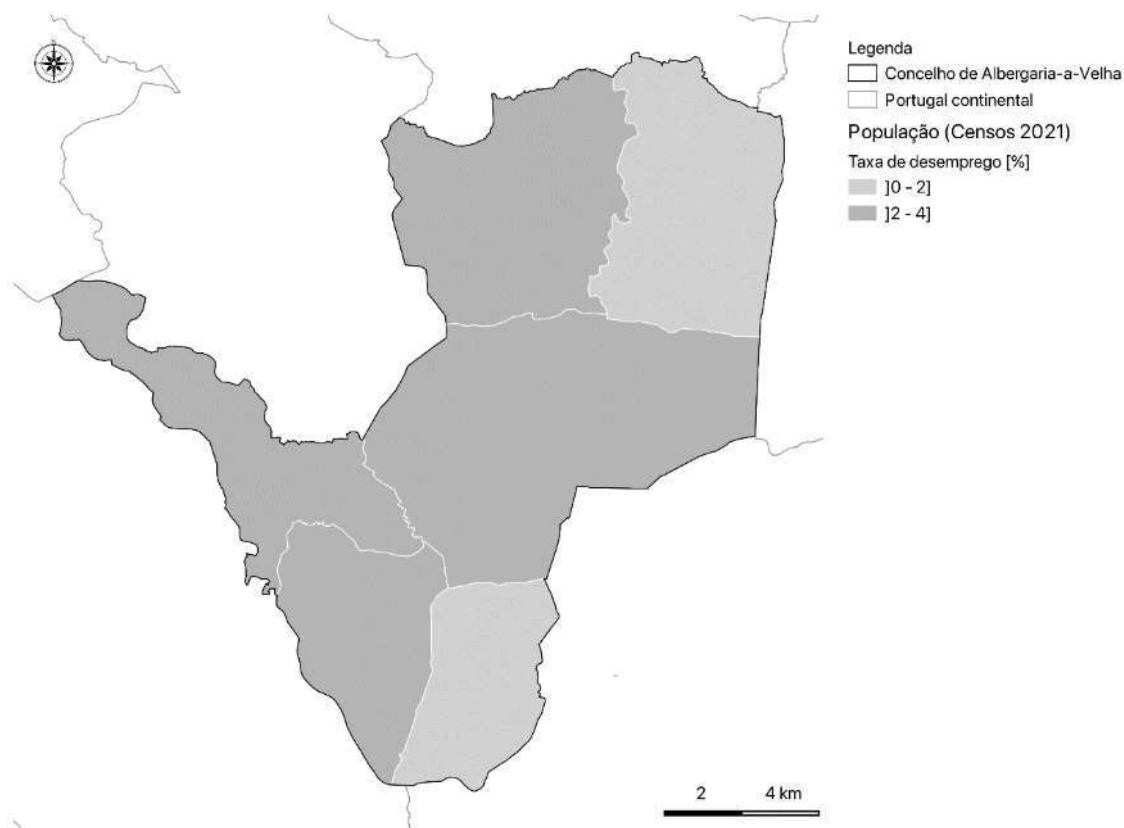 Legenda
Concelho de Albergaria-a-Velha
Portugal continental
População (Censos 2021)
Taxa de desemprego [%]
]0 - 2]
]2 - 4]
2 4 km